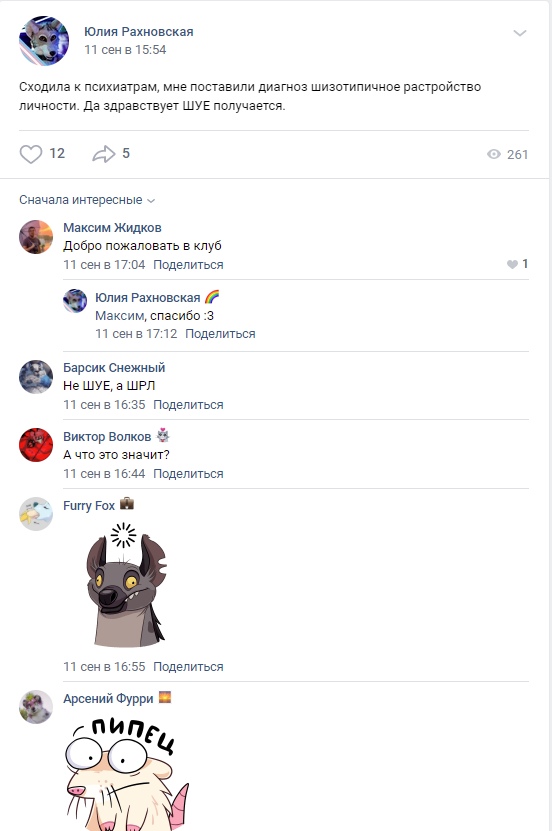 Юлия Рахновская
11 сен в 15:54
Сходила к психиатрам, мне поставили диагноз шизотипичное растройство
личности. Да здравствует ШУЕ получается.
12
5
261
Сначала интересные
Максим Жидков
Добро пожаловать в клуб
11 сен в 17:04 Поделиться
1
Юлия Рахновская
Максим, спасибо :3
11 сен в 17:12 Поделиться
Барсик Снежный
Не ШУЕ, а ШРЛ
11 сен в 16:35 Поделиться
Виктор Волков
А что это значит?
11 сен в 16:44 Поделиться
Furry Fox
11 сен в 16:55 Поделиться
Арсений Фурри
ПИПЕЦ